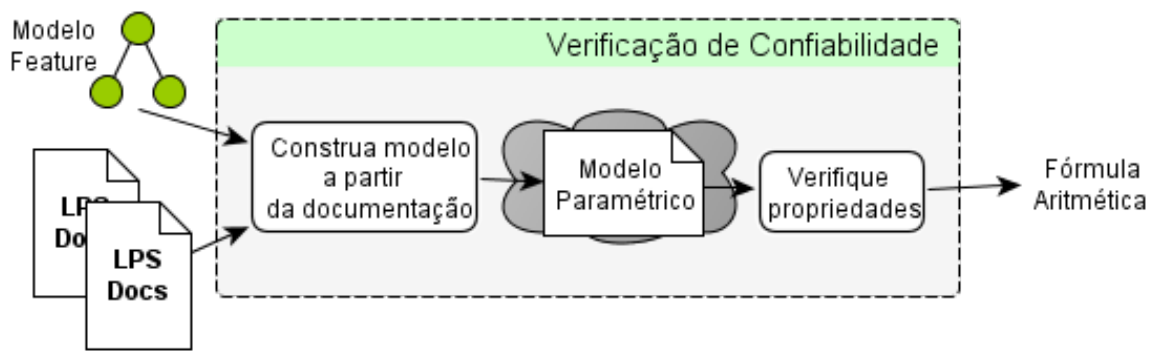 Modelo
Feature
Verificação de Confiabilidade
Construa modelo
a partir
da documentação
Modelo
Paramétrico
Verifique
propriedades
Fórmula
Aritmética
LPS
Docs
LPS
Docs